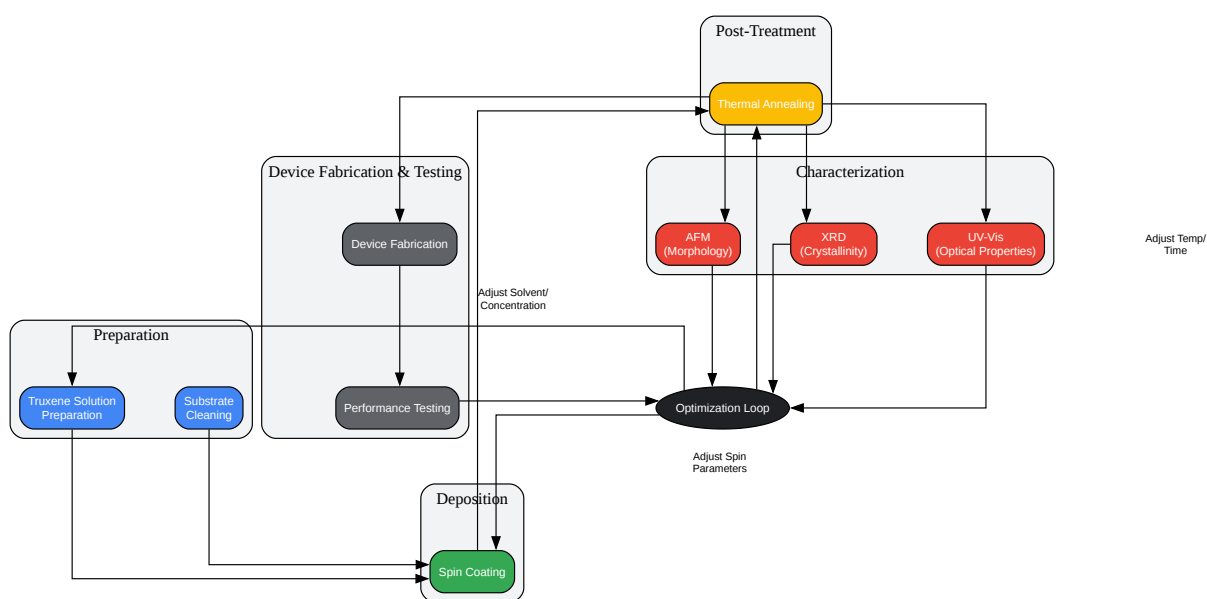 Post-Treatment
Thermal Annealing
Device Fabrication & Testing
Characterization
Device Fabrication
AFM
(Morphology)
XRD
(Crystallinity)
UV-Vis
(Optical Properties)
Adjust Temp/
Time
Adjust Solvent/
Concentration
Preparation
Truxene Solution
Preparation
Substrate
Cleaning
Performance Testing
Optimization Loop
Adjust Spin
Parameters
Deposition
Spin Coating